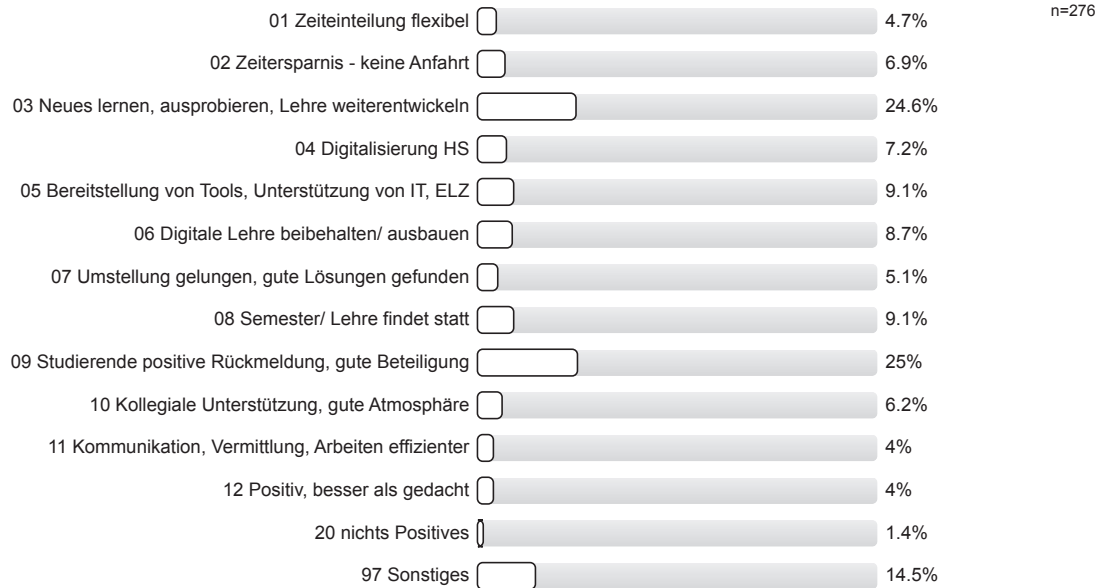 n=276
01 Zeiteinteilung flexibel 4.7%
02 Zeitersparnis - keine Anfahrt 6.9%
03 Neues lernen, ausprobieren, Lehre weiterentwickeln 24.6%
04 Digitalisierung HS 7.2%
05 Bereitstellung von Tools, Unterstützung von IT, ELZ 9.1%
06 Digitale Lehre beibehalten/ ausbauen 8.7%
07 Umstellung gelungen, gute Lösungen gefunden 5.1%
08 Semester/ Lehre findet statt 9.1%
09 Studierende positive Rückmeldung, gute Beteiligung 25%
10 Kollegiale Unterstützung, gute Atmosphäre 6.2%
11 Kommunikation, Vermittlung, Arbeiten effizienter 4%
12 Positiv, besser als gedacht 4%
20 nichts Positives 1.4%
97 Sonstiges 14.5%